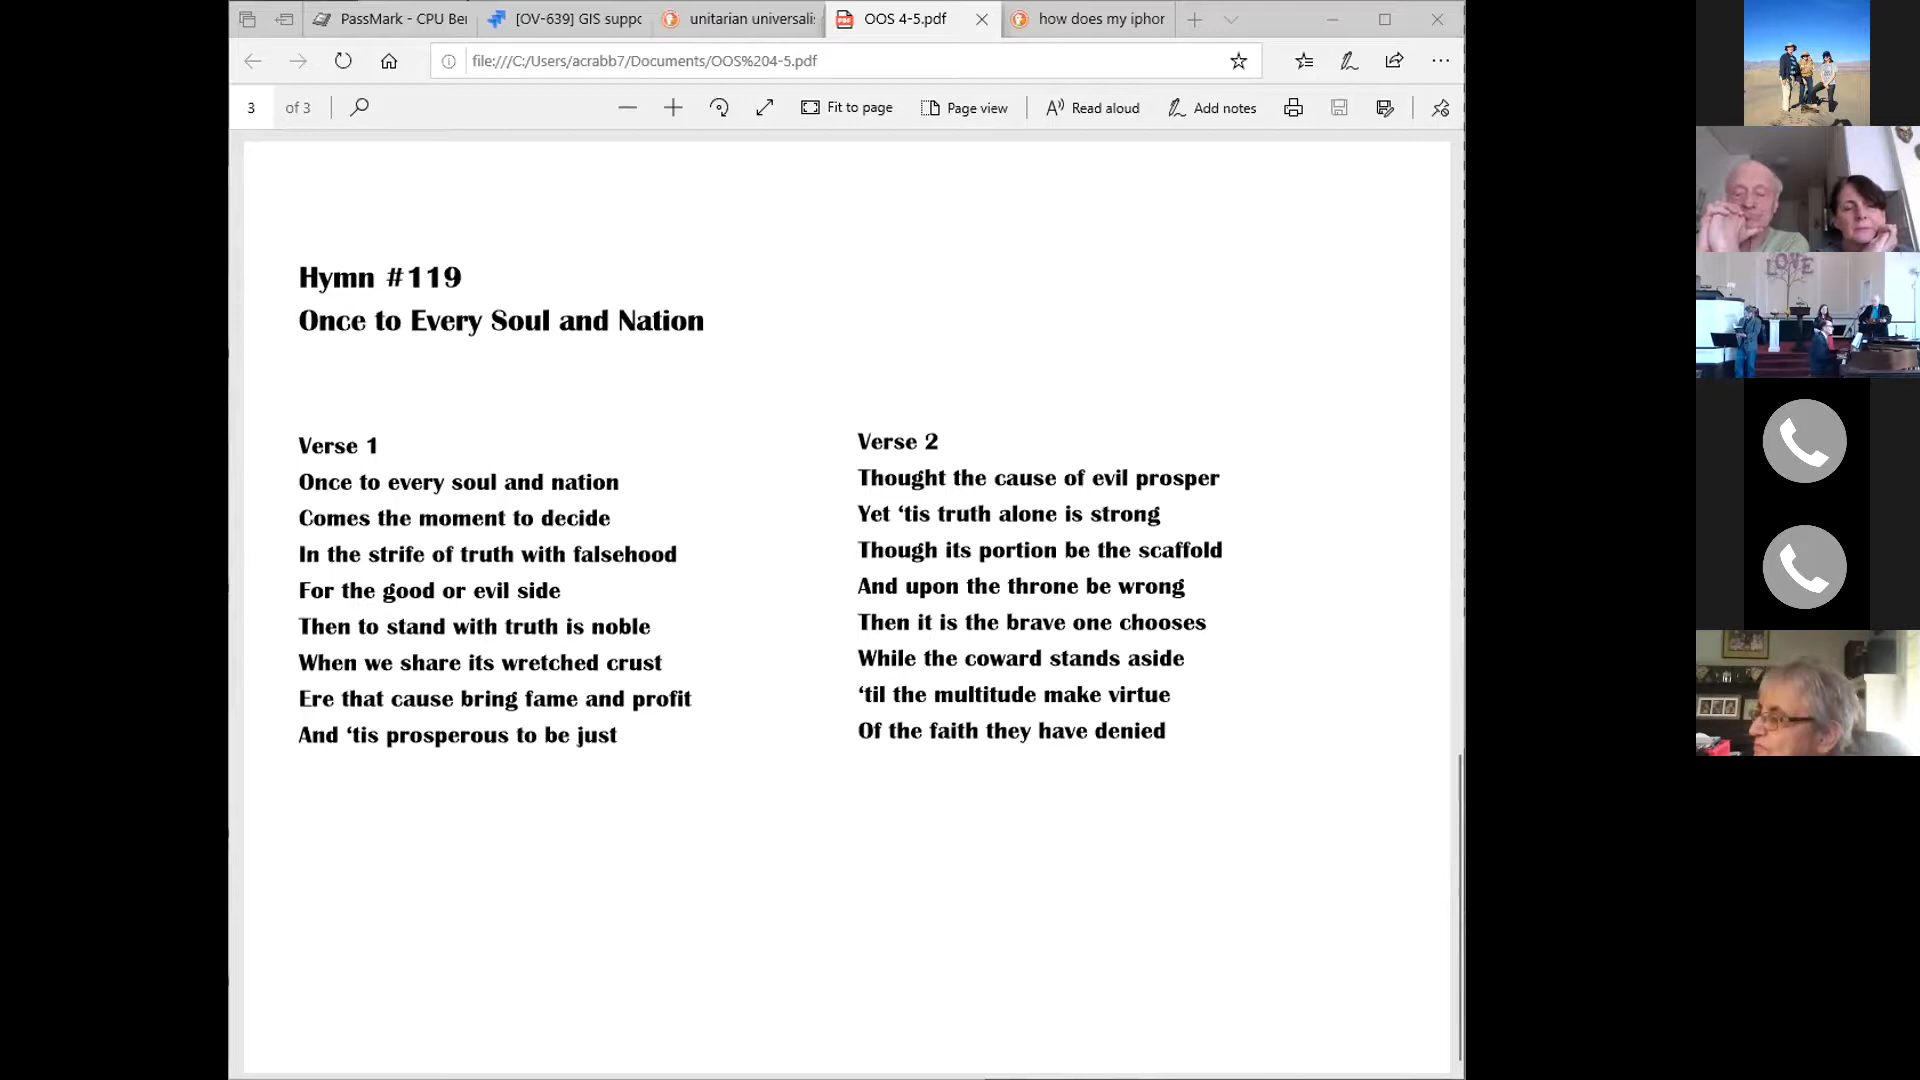 PassMark - CPU Ber
[OV-639] GIS suppo
unitarian universalis
OOS 4-5.pdf
how does my iphor
file:///C:/Users/acrabb7/Documents/OOS%204-5.pdf
3 of 3
Fit to page
Page view
Read aloud
Add notes
Hymn #119
Once to Every Soul and Nation
Verse 1
Once to every soul and nation
Comes the moment to decide
In the strife of truth with falsehood
For the good or evil side
Then to stand with truth is noble
When we share its wretched crust
Ere that cause bring fame and profit
And ‘tis prosperous to be just
Verse 2
Thought the cause of evil prosper
Yet ‘tis truth alone is strong
Though its portion be the scaffold
And upon the throne be wrong
Then it is the brave one chooses
While the coward stands aside
‘til the multitude make virtue
Of the faith they have denied
LOVE